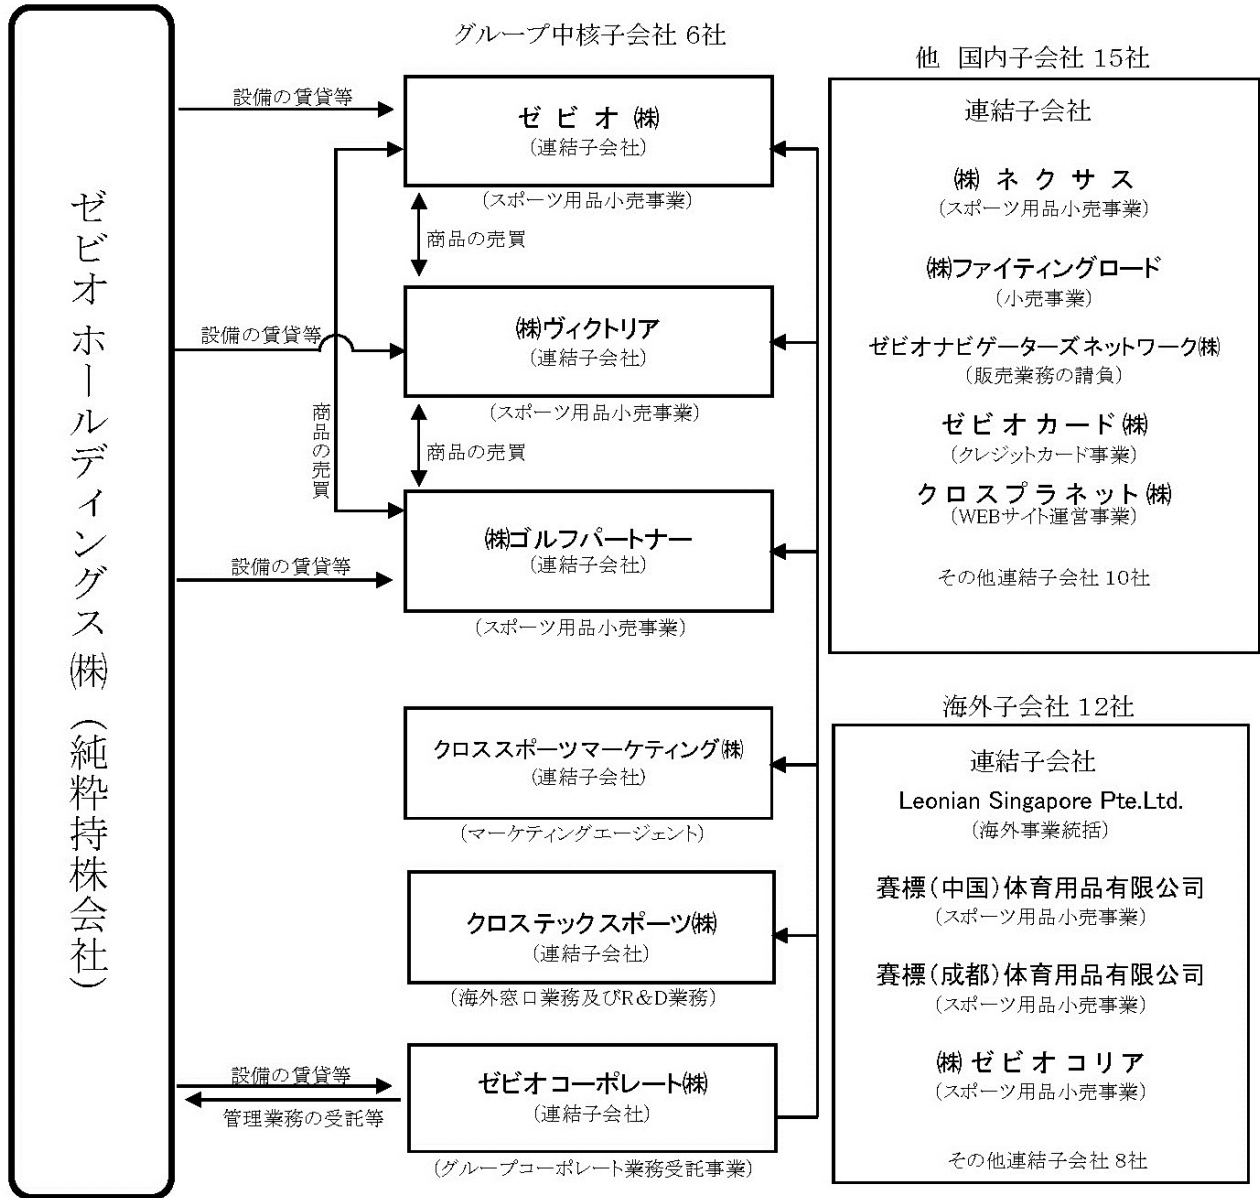 ゼビオホールディングス㈱（純粋持株会社）
グループ中核子会社 6社
設備の賃貸等
ゼビオ㈱
(連結子会社)
(スポーツ用品小売事業)
商品の売買
設備の賃貸等
㈱ヴィクトリア
(連結子会社)
(スポーツ用品小売事業)
商品の売買
商品の売買
㈱ゴルフパートナー
(連結子会社)
設備の賃貸等
(スポーツ用品小売事業)
クロススポーツマーケティング㈱
(連結子会社)
(マーケティングエージェント)
クロステックスポーツ㈱
(連結子会社)
(海外窓口業務及びR&D業務)
設備の賃貸等
管理業務の受託等
ゼビオコーポレート㈱
(連結子会社)
(グループコーポレート業務受託事業)
他 国内子会社 15社
連結子会社
㈱ネクサス
(スポーツ用品小売事業)
㈱ファイティングロード
(小売事業)
ゼビオナビゲーターズネットワーク㈱
(販売業務の請負)
ゼビオカード㈱
(クレジットカード事業)
クロスプラネット㈱
(WEBサイト運営事業)
その他連結子会社 10社
海外子会社 12社
連結子会社
Leonian Singapore Pte.Ltd.
(海外事業統括)
賽標(中国)体育用品有限公司
(スポーツ用品小売事業)
賽標(成都)体育用品有限公司
(スポーツ用品小売事業)
㈱ゼビオコリア
(スポーツ用品小売事業)
その他連結子会社 8社